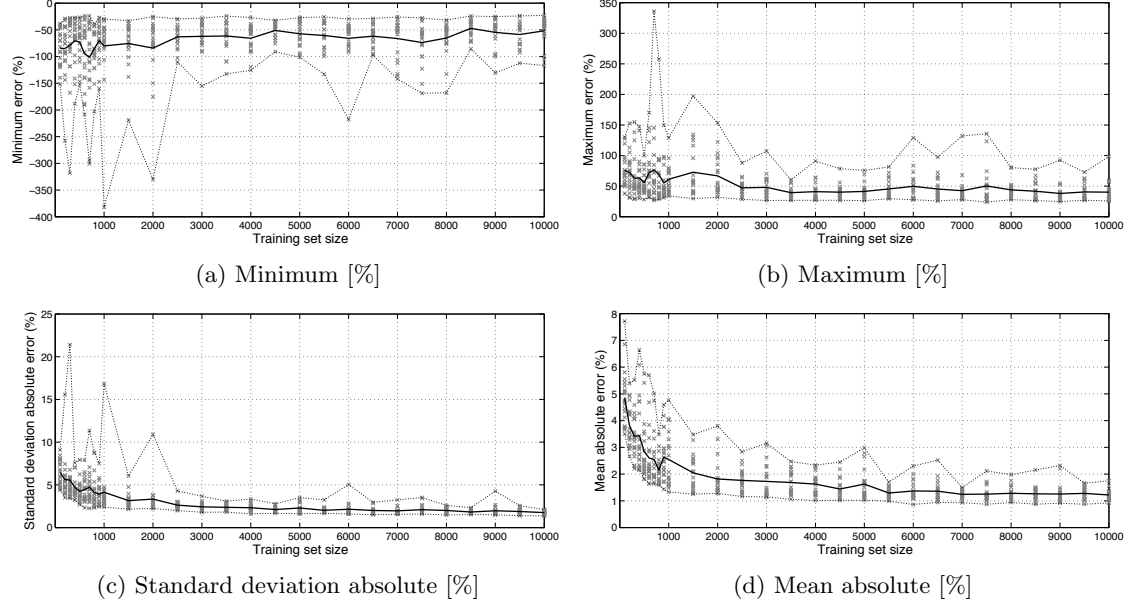 0
−50
−100
−150
−200
−250
−300
−350
−400
Minimum error (%)
1000 2000 3000 4000 5000 6000 7000 8000 9000 10000
Training set size
(a) Minimum [%]
350
300
250
200
150
100
50
0
Maximum error (%)
1000 2000 3000 4000 5000 6000 7000 8000 9000 10000
Training set size
(b) Maximum [%]
25
20
15
10
5
0
Standard deviation absolute error (%)
1000 2000 3000 4000 5000 6000 7000 8000 9000 10000
Training set size
(c) Standard deviation absolute [%]
8
7
6
5
4
3
2
1
0
Mean absolute error (%)
1000 2000 3000 4000 5000 6000 7000 8000 9000 10000
Training set size
(d) Mean absolute [%]